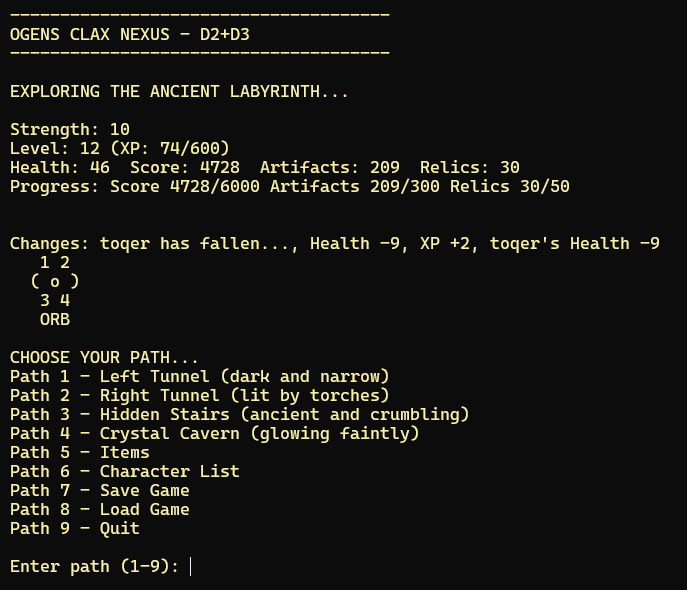 --------------------------------------
OGENS CLAX NEXUS - D2+D3
--------------------------------------
EXPLORING THE ANCIENT LABYRINTH...
Strength: 10
Level: 12 (XP: 74/600)
Health: 46  Score: 4728  Artifacts: 209  Relics: 30
Progress: Score 4728/6000 Artifacts 209/300 Relics 30/50
Changes: toqer has fallen..., Health -9, XP +2, toqer's Health -9
   1 2
  ( o )
   3 4
   ORB
CHOOSE YOUR PATH...
Path 1 - Left Tunnel (dark and narrow)
Path 2 - Right Tunnel (lit by torches)
Path 3 - Hidden Stairs (ancient and crumbling)
Path 4 - Crystal Cavern (glowing faintly)
Path 5 - Items
Path 6 - Character List
Path 7 - Save Game
Path 8 - Load Game
Path 9 - Quit
Enter path (1-9):